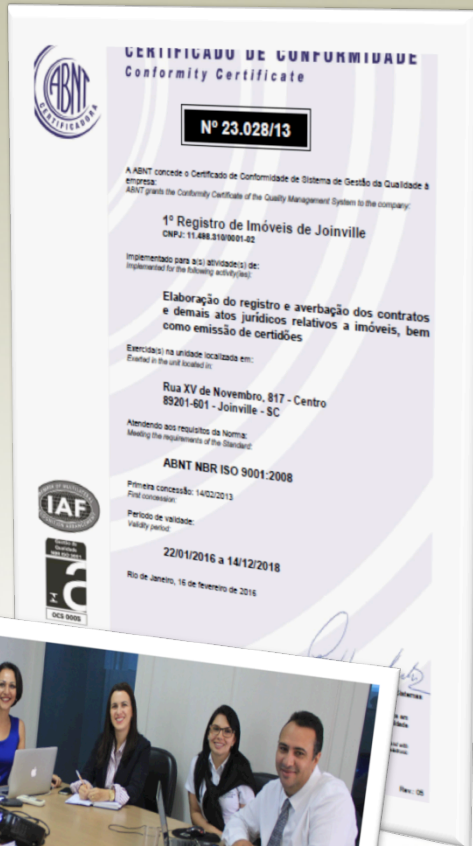 CERTIFICADO DE CONFORMIDADE
Conformity Certificate
ABNT
CERTIFICADORA
Nº 23.028/13
A ABNT concede o Certificado de Conformidade de Sistema de Gestão da Qualidade à
empresa:
ABNT grants the Conformity Certificate of the Quality Management System to the company:
1º Registro de Imóveis de Joinville
CNPJ: 11.488.310/0001-02
Implementado para a(s) atividade(s) de:
Implemented for the following activity(ies):
Elaboração do registro e averbação dos contratos
e demais atos jurídicos relativos a imóveis, bem
como emissão de certidões
Exercida(s) na unidade localizada em:
Exerted in the unit located in:
Rua XV de Novembro, 817 - Centro
89201-601 - Joinville - SC
Atendendo aos requisitos da Norma:
Meeting the requirements of the Standard:
ABNT NBR ISO 9001:2008
Primeira concessão: 14/02/2013
First concession:
Período de validade:
Validity period:
22/01/2016 a 14/12/2018
Rio de Janeiro, 16 de fevereiro de 2016
IAF
Gestão da
Qualidade
OCS 0005
Rev.: 05